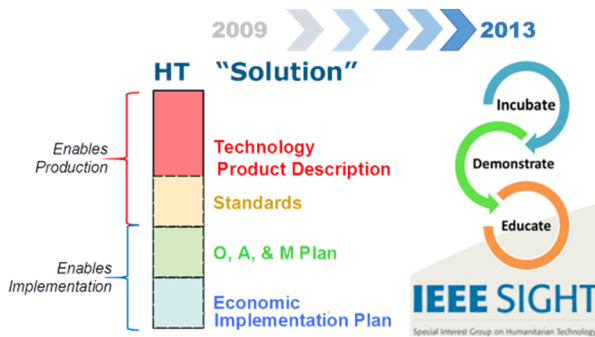 2009 2013
HT "Solution"
Enables
Production
Technology
Product Description
Standards
Enables
Implementation
O, A, & M Plan
Economic
Implementation Plan
Incubate
Demonstrate
Educate
IEEE SIGHT
Special Interest Group on Humanitarian Technology